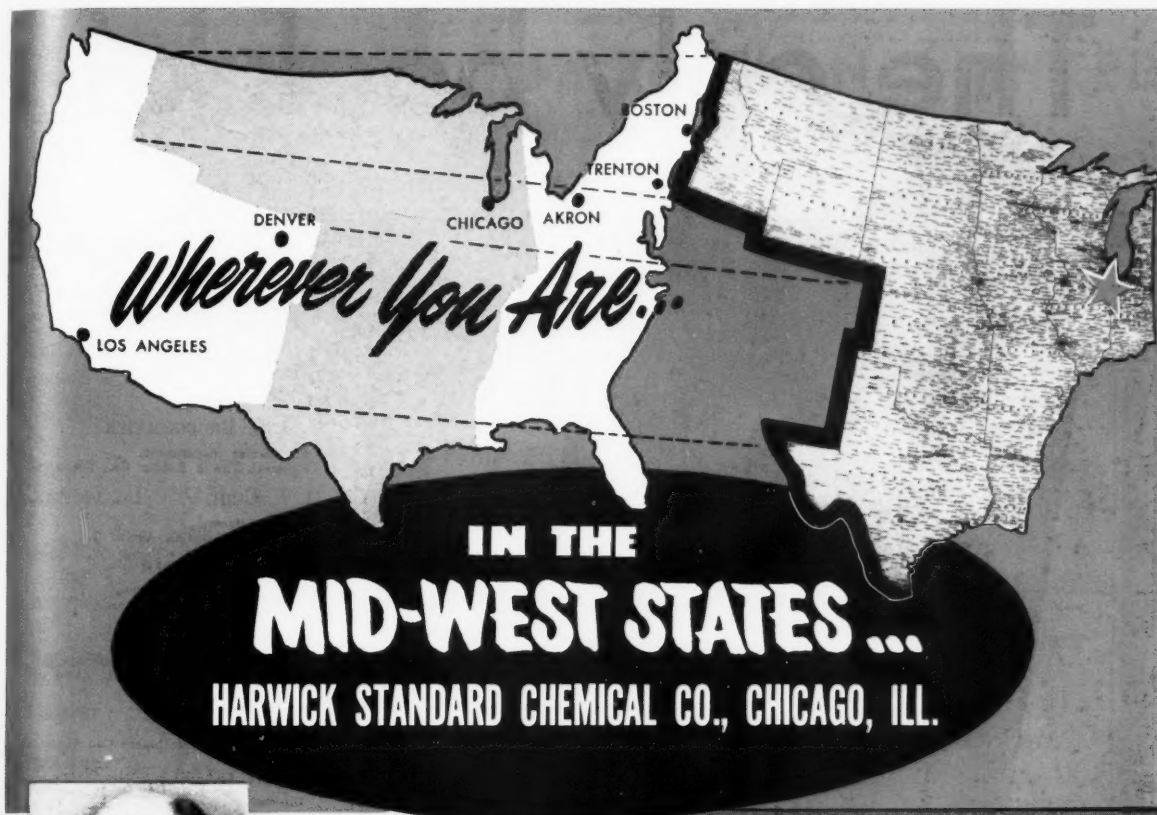 BOSTON
TRENTON
DENVER
CHICAGO AKRON
Wherever You Are...
LOS ANGELES
IN THE
MID-WEST STATES...
HARWICK STANDARD CHEMICAL CO., CHICAGO, ILL.